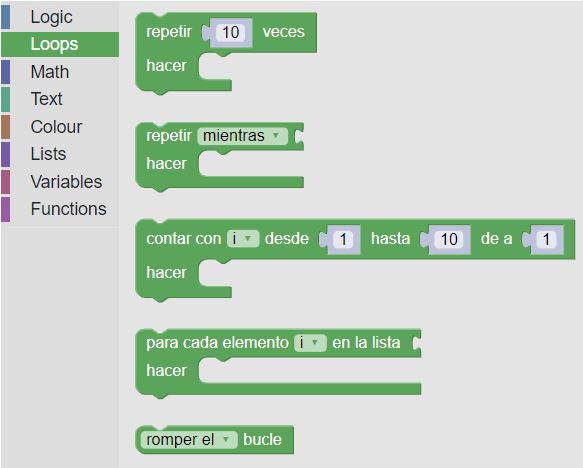 Logic
Loops
Math
Text
Colour
Lists
Variables
Functions
repetir 10 veces
hacer
repetir mientras
hacer
contar con i desde 1 hasta 10 de a 1
hacer
para cada elemento i en la lista
hacer
romper el bucle